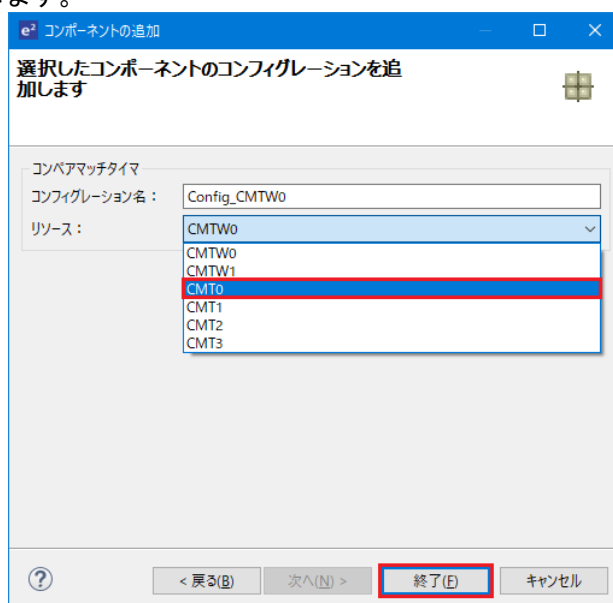 ます。
e² コンポーネントの追加
選択したコンポーネントのコンフィグレーションを追
加します
コンペアマッチタイマ
コンフィグレーション名： Config_CMTW0
リソース： CMTW0
CMTW0
CMTW1
CMT0
CMT1
CMT2
CMT3
? < 戻る(B) 次へ(N) > 終了(F) キャンセル